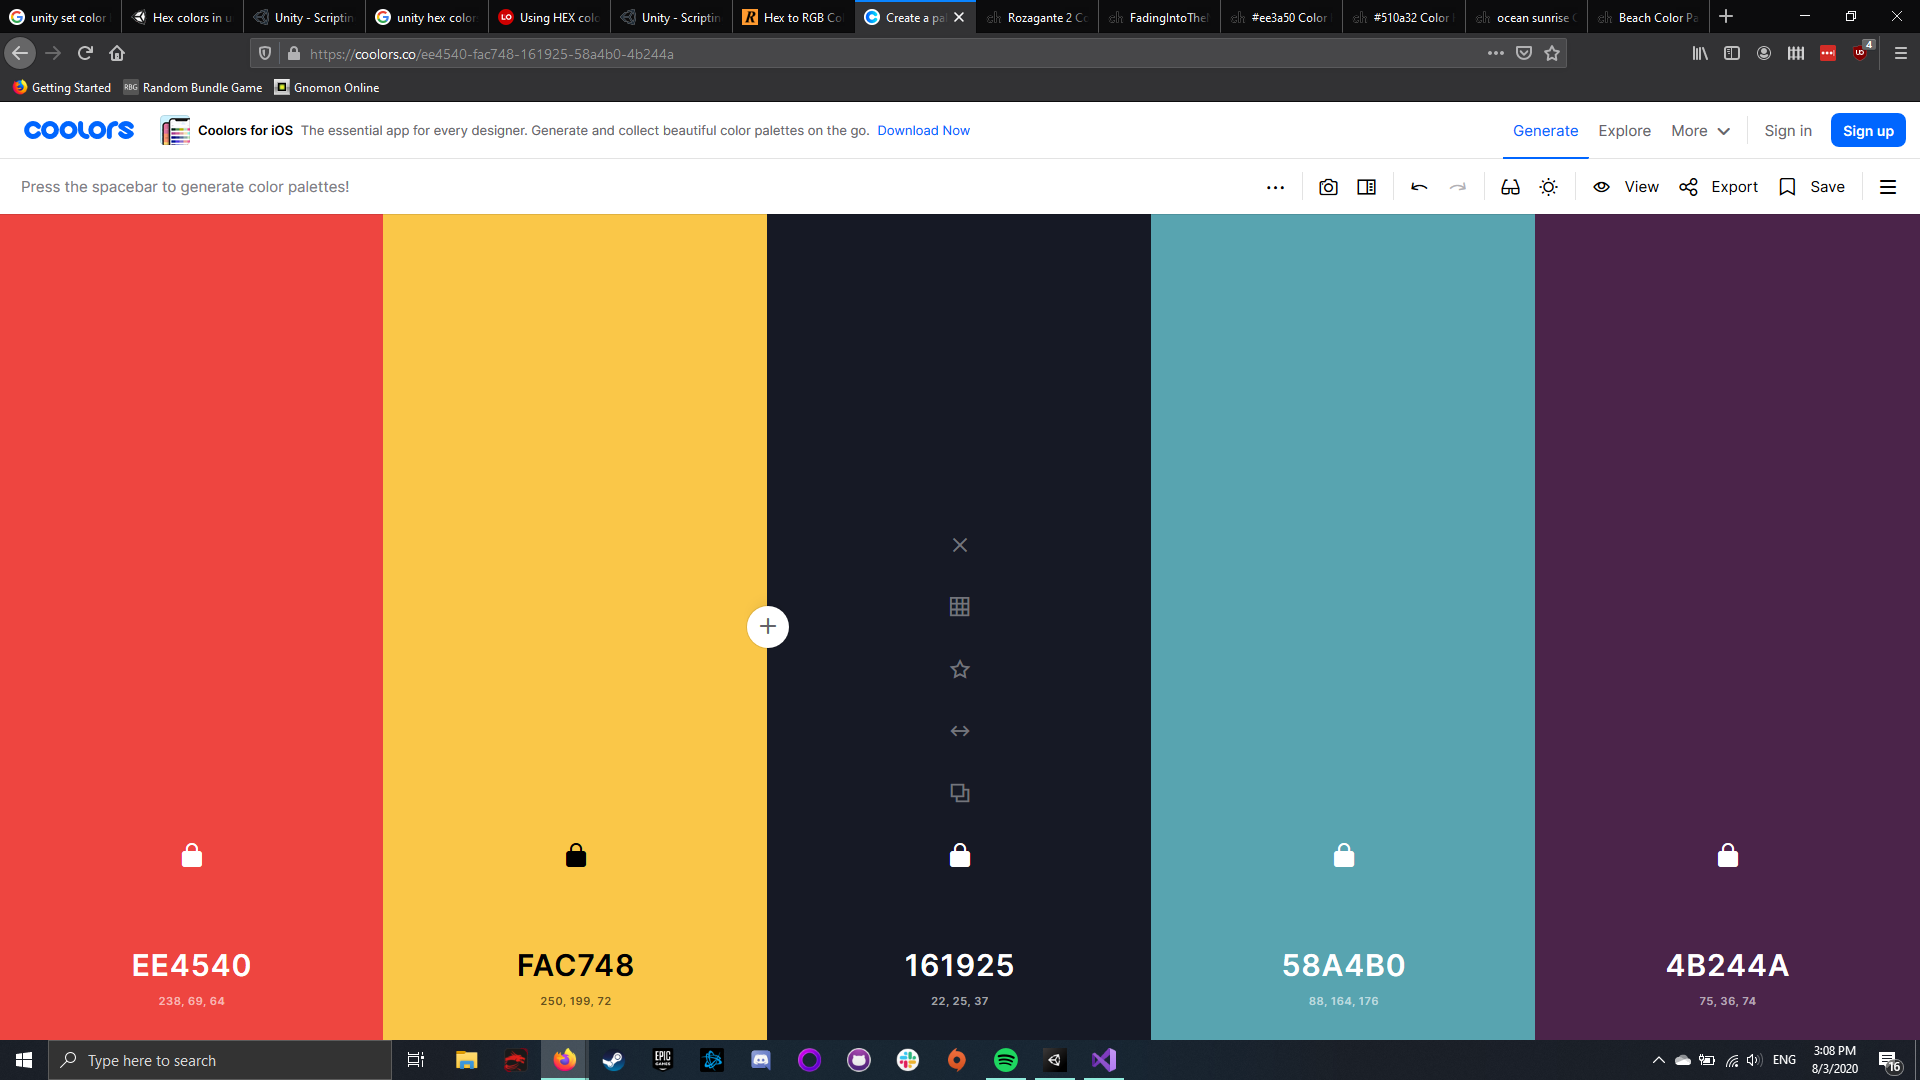 unity set color
Hex colors in u
Unity - Scriptin
unity hex color
Using HEX colo
Unity - Scriptin
Hex to RGB Co
Create a pal
Rozagante 2 Co
FadingIntoTheN
#ee3a50 Color
#510a32 Color
ocean sunrise C
Beach Color Pa
https://coolors.co/ee4540-fac748-161925-58a4b0-4b244a
4
Getting Started
RBG Random Bundle Game
Gnomon Online
coolors
Coolors for iOS The essential app for every designer. Generate and collect beautiful color palettes on the go. Download Now
Generate
Explore
More
Sign in
Sign up
Press the spacebar to generate color palettes!
View
Export
Save
EE4540
238, 69, 64
FAC748
250, 199, 72
161925
22, 25, 37
58A4B0
88, 164, 176
4B244A
75, 36, 74
Type here to search
EPIC
GAMES
ENG
3:08 PM
8/3/2020
16